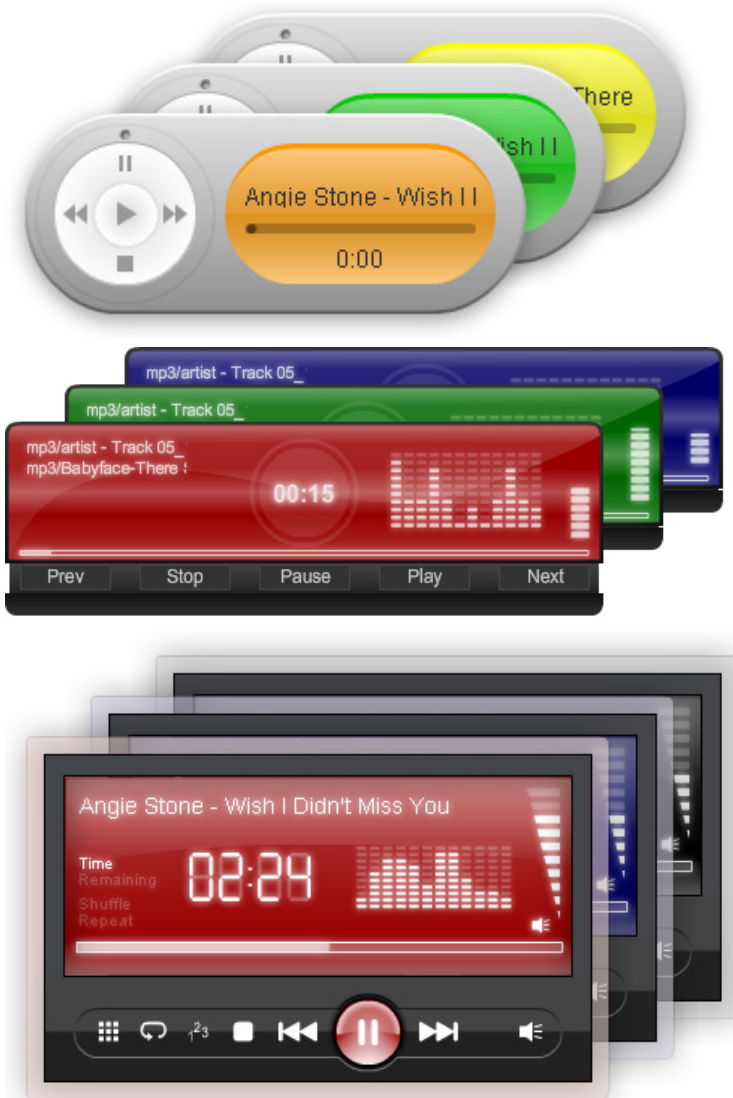 There
ish I I
Angie Stone - Wish I I
0:00
mp3/artist - Track 05_
mp3/artist - Track 05_
mp3/artist - Track 05_
mp3/Babyface-There
00:15
Prev Stop Pause Play Next
Angie Stone - Wish I Didn't Miss You
Time
Remaining
02:24
Shuffle
Repeat
123